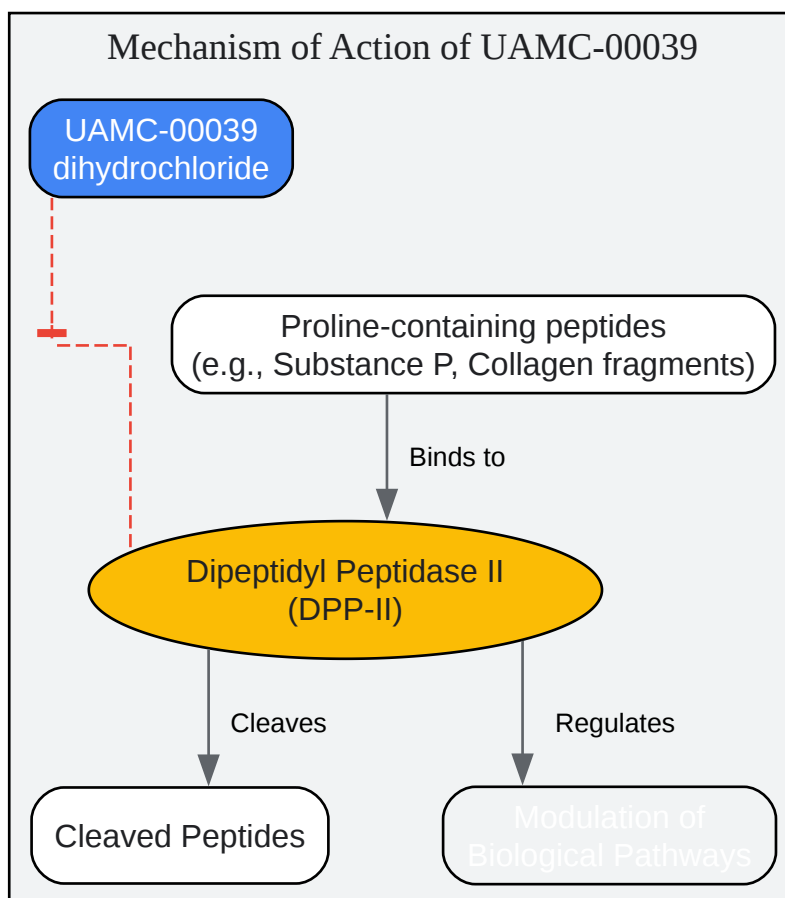 Mechanism of Action of UAMC-00039
UAMC-00039
dihydrochloride
Proline-containing peptides
(e.g., Substance P, Collagen fragments)
Binds to
Dipeptidyl Peptidase II
(DPP-II)
Cleaves
Regulates
Cleaved Peptides
Modulation of
Biological Pathways